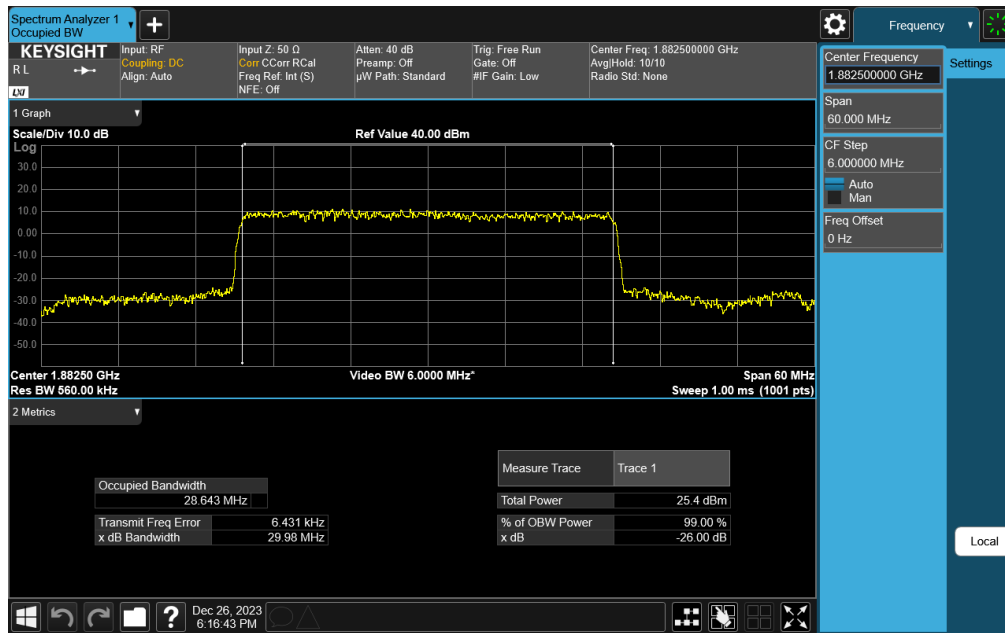 Spectrum Analyzer 1
Occupied BW
Frequency
KEYSIGHT
R L
LXI
Input: RF
Coupling: DC
Align: Auto
Input Z: 50 Ω
Corr CCorr RCal
Freq Ref: Int (S)
NFE: Off
Atten: 40 dB
Preamp: Off
µW Path: Standard
Trig: Free Run
Gate: Off
#IF Gain: Low
Center Freq: 1.882500000 GHz
Avg|Hold: 10/10
Radio Std: None
Center Frequency
1.882500000 GHz
Settings
Span
60.000 MHz
CF Step
6.000000 MHz
Auto
Man
Freq Offset
0 Hz
1 Graph
Scale/Div 10.0 dB
Ref Value 40.00 dBm
Log
30.0
20.0
10.0
0.00
-10.0
-20.0
-30.0
-40.0
-50.0
Center 1.88250 GHz
Video BW 6.0000 MHz*
Span 60 MHz
Res BW 560.00 kHz
Sweep 1.00 ms (1001 pts)
2 Metrics
Occupied Bandwidth
28.643 MHz
Transmit Freq Error 6.431 kHz
x dB Bandwidth 29.98 MHz
Measure Trace Trace 1
Total Power 25.4 dBm
% of OBW Power 99.00 %
x dB -26.00 dB
Local
?
Dec 26, 2023
6:16:43 PM